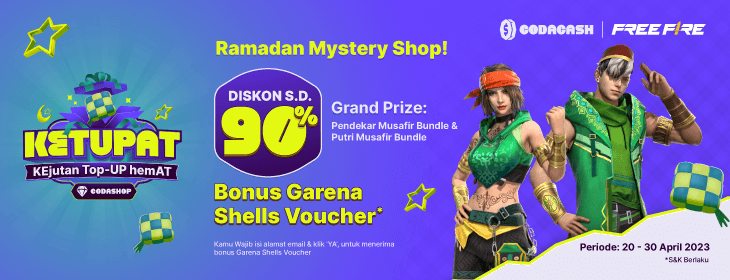 CODACASH | FREE FIRE
Ramadan Mystery Shop!
KETUPAT
KEjutan Top-UP hemAT
CODASHOP
DISKON S.D.
90%
Grand Prize:
Pendekar Musafir Bundle &
Putri Musafir Bundle
Bonus Garena
Shells Voucher*
Kamu Wajib isi alamat email & klik 'YA', untuk menerima
bonus Garena Shells Voucher
Periode: 20 - 30 April 2023
*S&K Berlaku